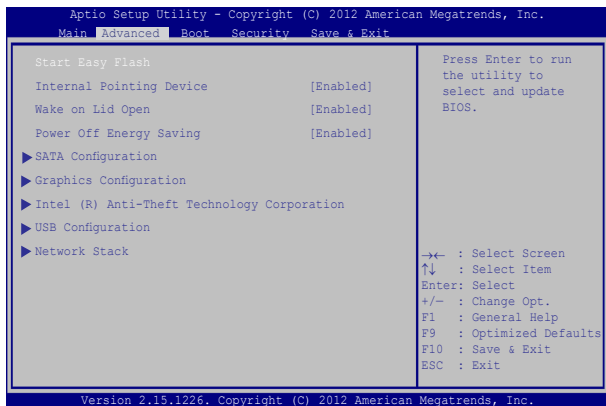 Aptio Setup Utility - Copyright (C) 2012 American Megatrends, Inc.
Main Advanced Boot Security Save & Exit
Start Easy Flash
Internal Pointing Device [Enabled]
Wake on Lid Open [Enabled]
Power Off Energy Saving [Enabled]
SATA Configuration
Graphics Configuration
Intel (R) Anti-Theft Technology Corporation
USB Configuration
Network Stack
Press Enter to run
the utility to
select and update
BIOS.
→← : Select Screen
↑↓ : Select Item
Enter: Select
+/— : Change Opt.
F1 : General Help
F9 : Optimized Defaults
F10 : Save & Exit
ESC : Exit
Version 2.15.1226. Copyright (C) 2012 American Megatrends, Inc.